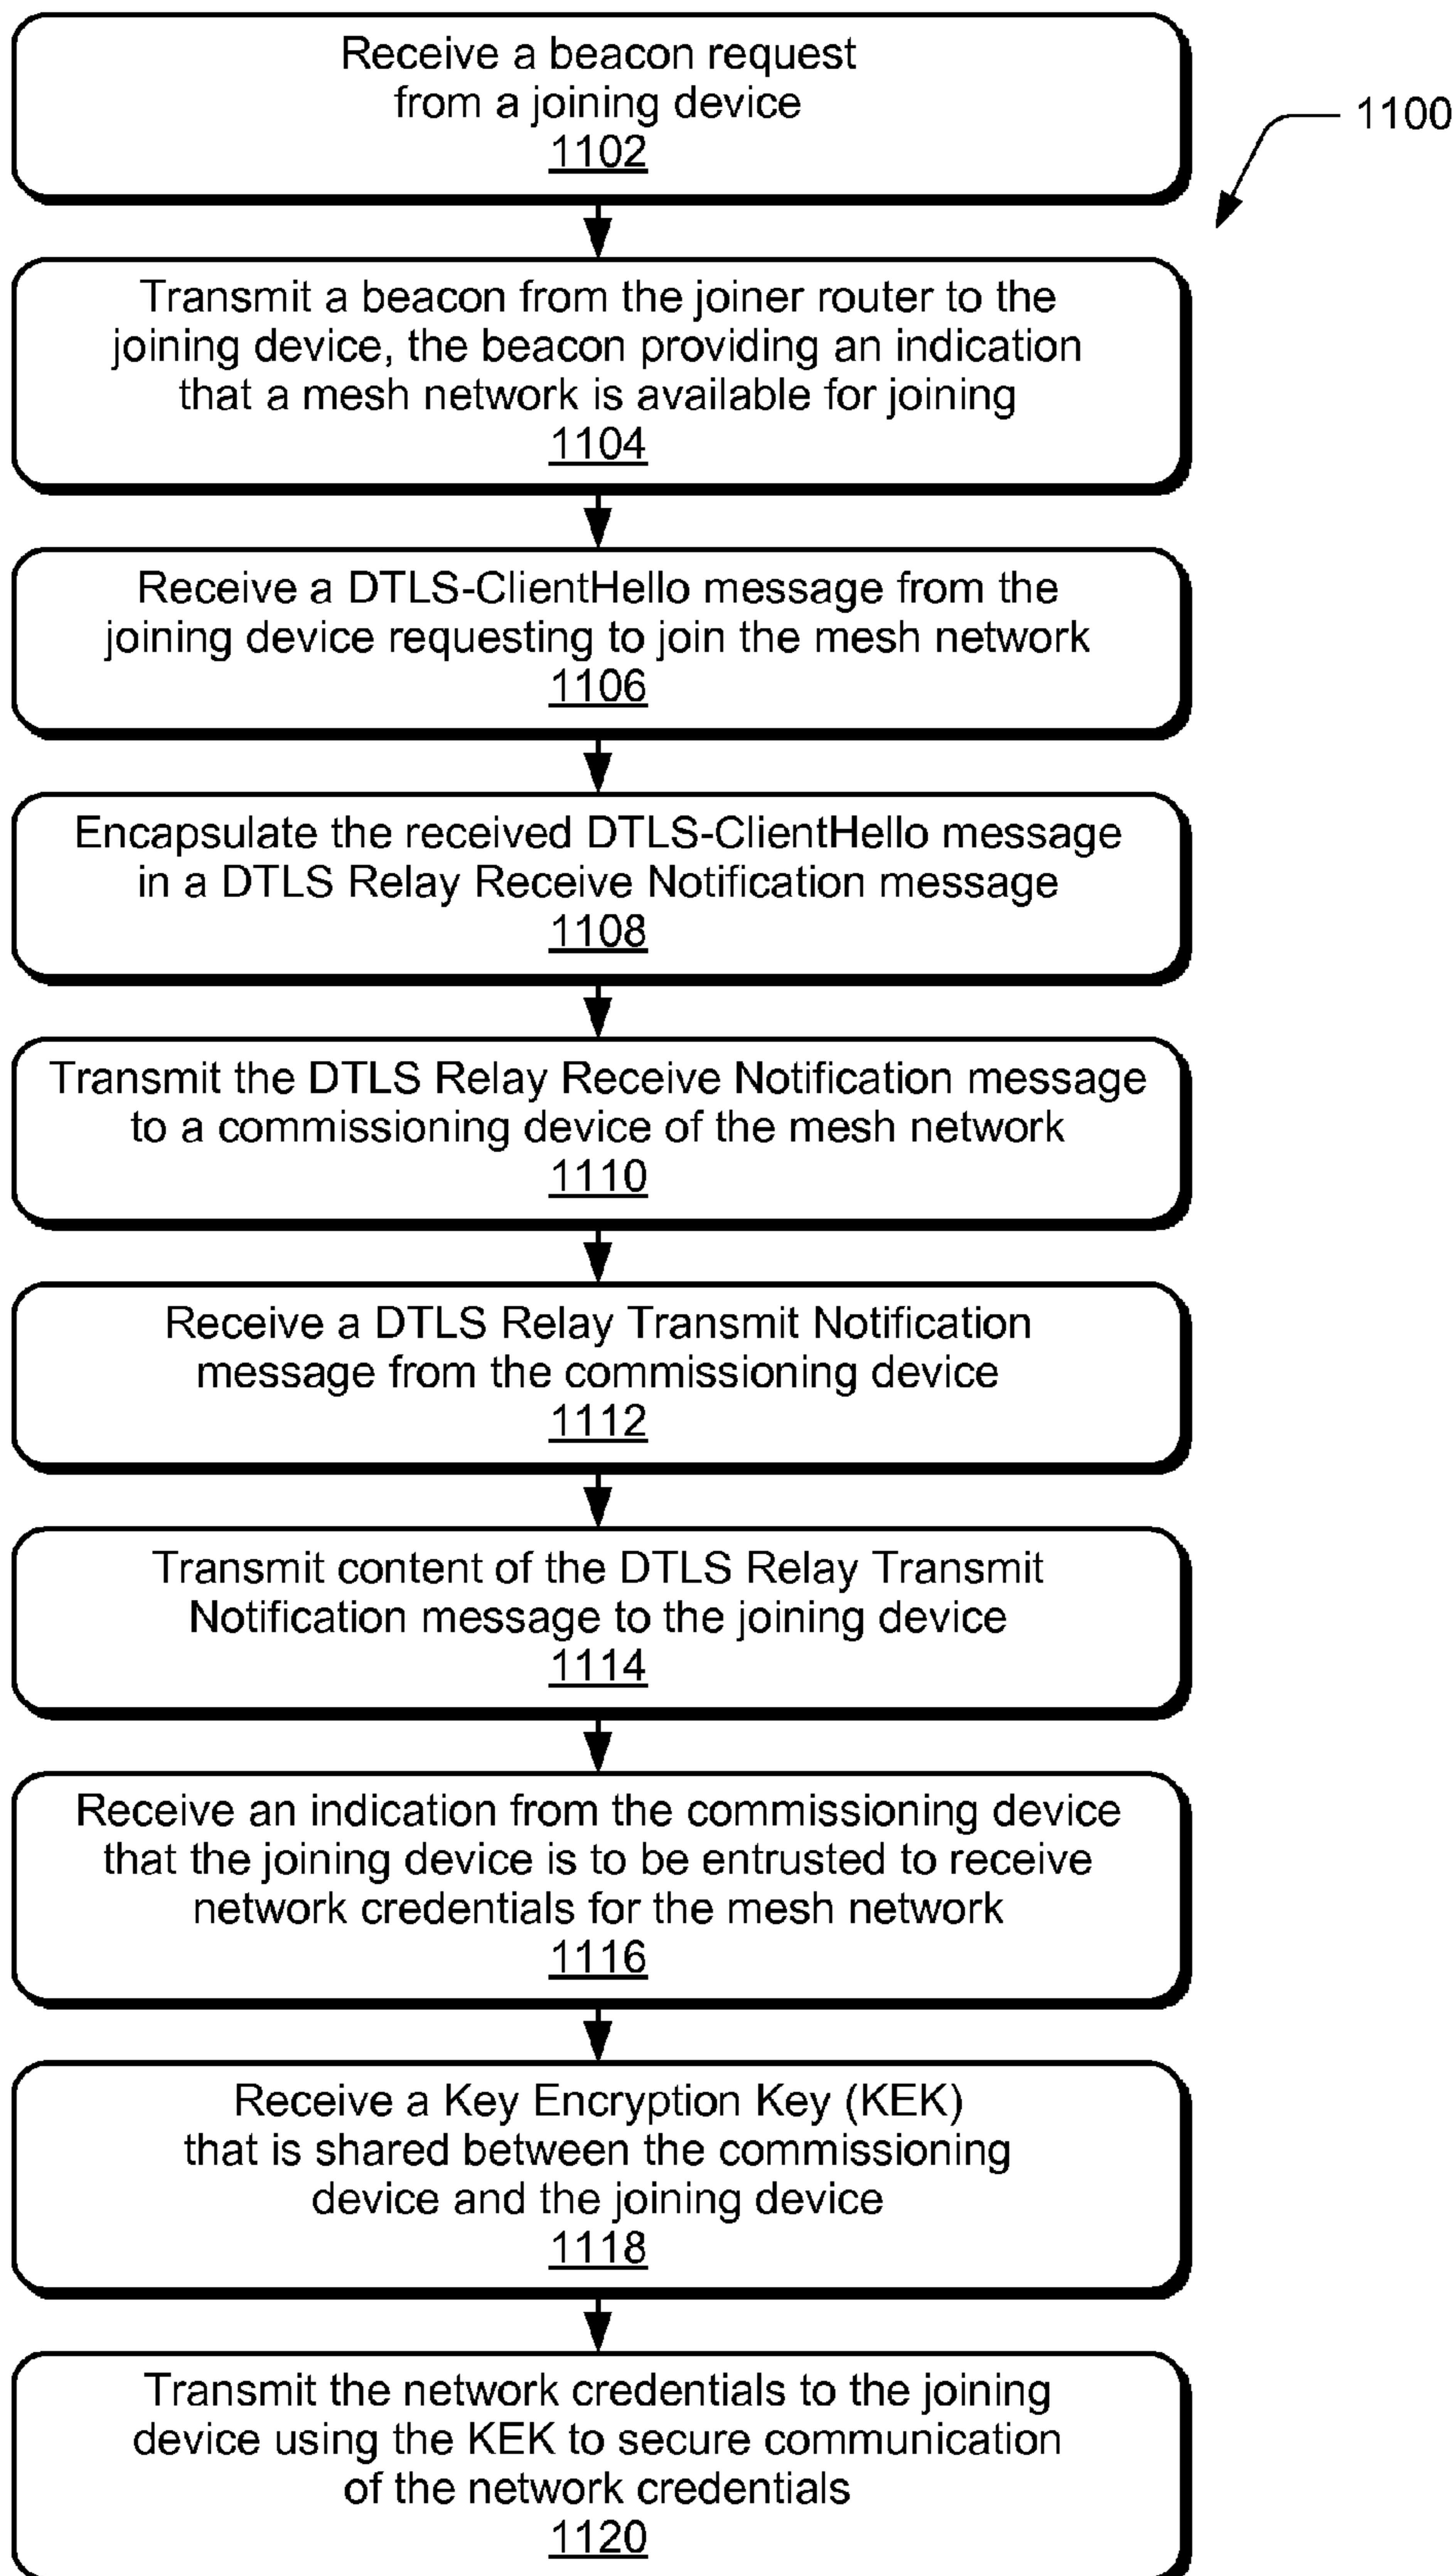 Receive a beacon request
from a joining device
1102
1100
Transmit a beacon from the joiner router to the
joining device, the beacon providing an indication
that a mesh network is available for joining
1104
Receive a DTLS-ClientHello message from the
joining device requesting to join the mesh network
1106
Encapsulate the received DTLS-ClientHello message
in a DTLS Relay Receive Notification message
1108
Transmit the DTLS Relay Receive Notification message
to a commissioning device of the mesh network
1110
Receive a DTLS Relay Transmit Notification
message from the commissioning device
1112
Transmit content of the DTLS Relay Transmit
Notification message to the joining device
1114
Receive an indication from the commissioning device
that the joining device is to be entrusted to receive
network credentials for the mesh network
1116
Receive a Key Encryption Key (KEK)
that is shared between the commissioning
device and the joining device
1118
Transmit the network credentials to the joining
device using the KEK to secure communication
of the network credentials
1120